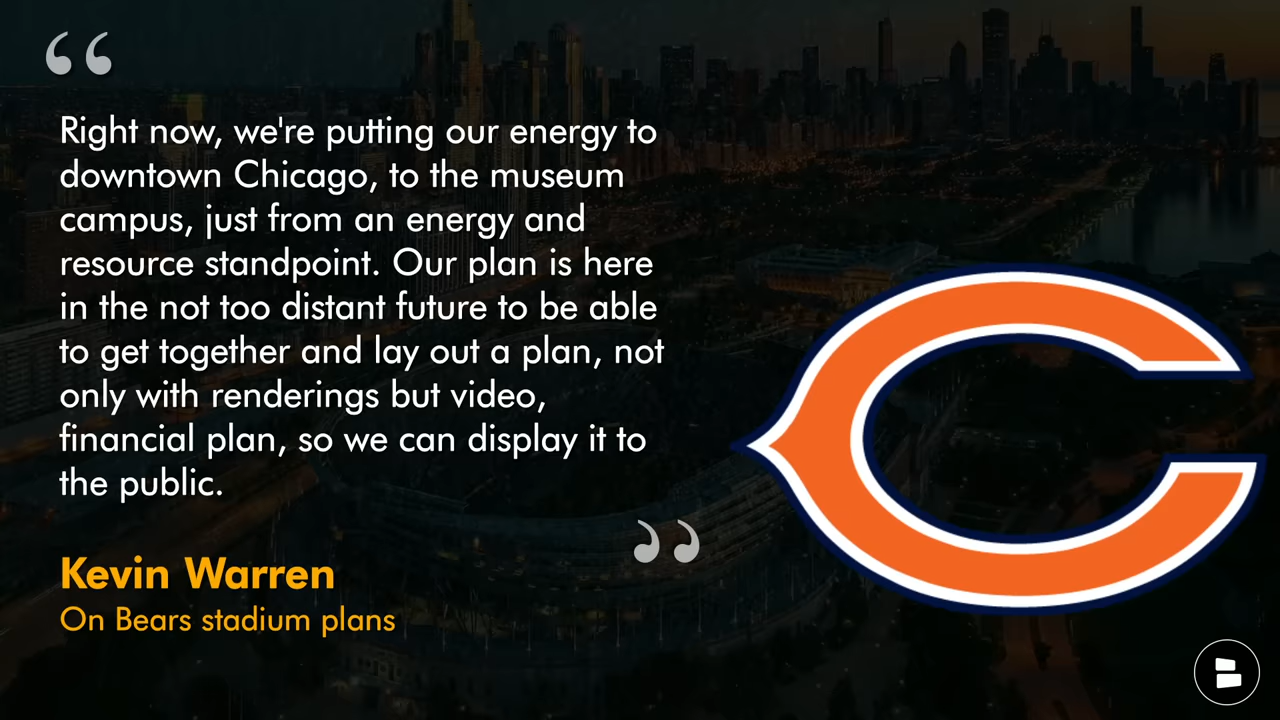 “
Right now, we're putting our energy to
downtown Chicago, to the museum
campus, just from an energy and
resource standpoint. Our plan is here
in the not too distant future to be able
to get together and lay out a plan, not
only with renderings but video,
financial plan, so we can display it to
the public.
”
Kevin Warren
On Bears stadium plans